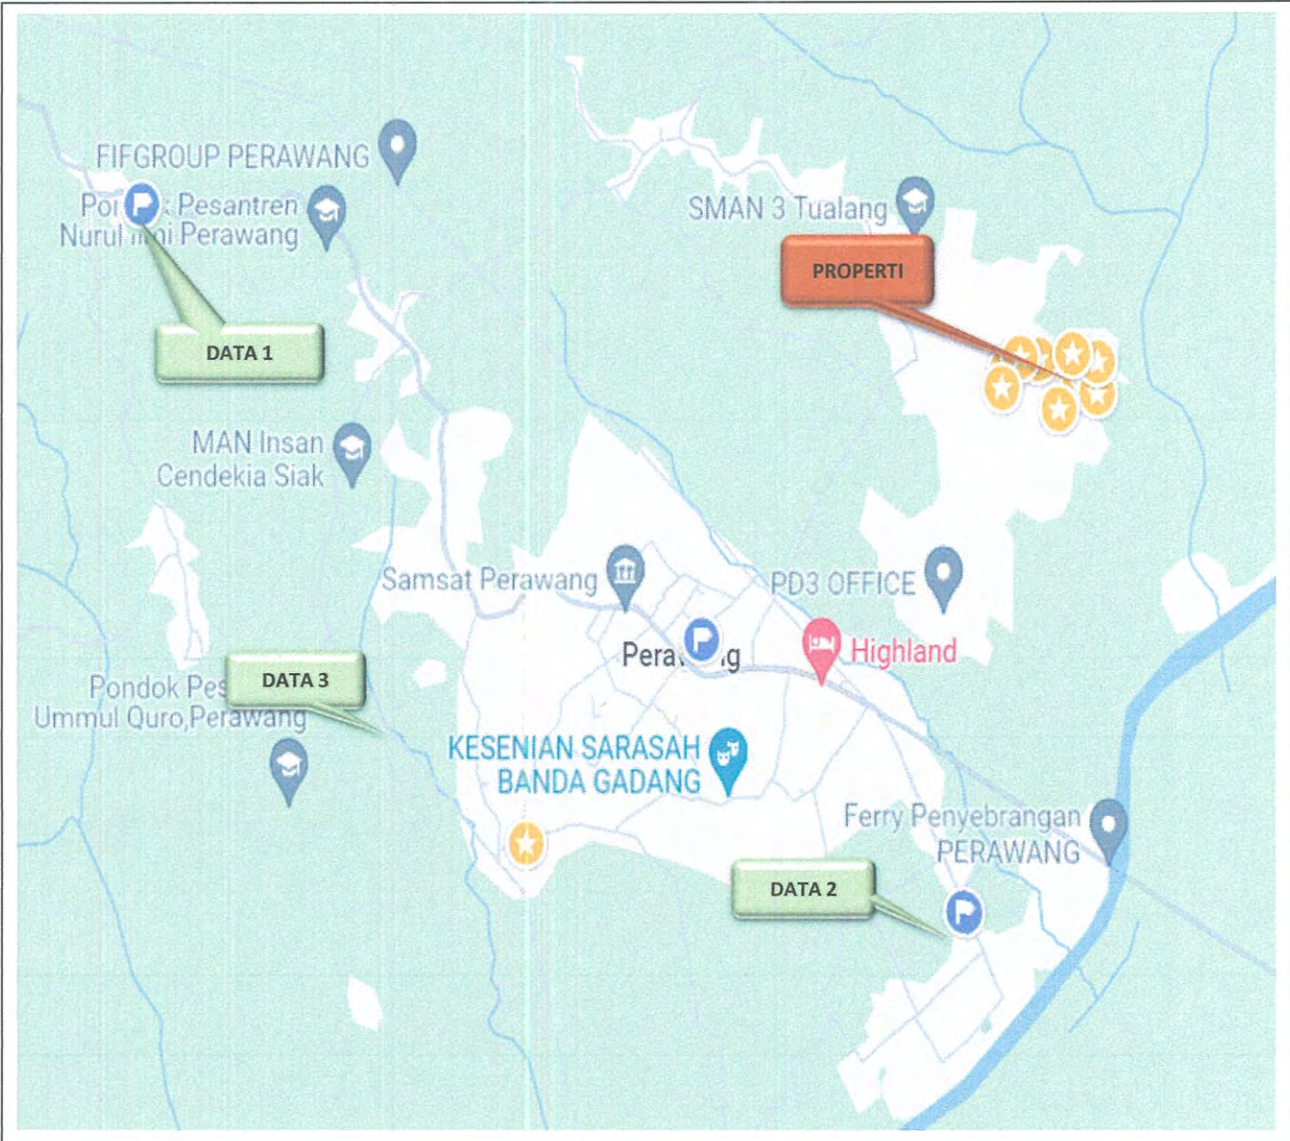 FIFGROUP PERAWANG
Pesantren
Nurul Ilmi Perawang
SMAN 3 Tualang
PROPERTI
DATA 1
MAN Insan
Cendekia Siak
Samsat Perawang
PD3 OFFICE
Highland
DATA 3
Pondok
Ummul Quro,Perawang
KESENIAN SARASAH
BANDA GADANG
Ferry Penyebrangan
PERAWANG
DATA 2